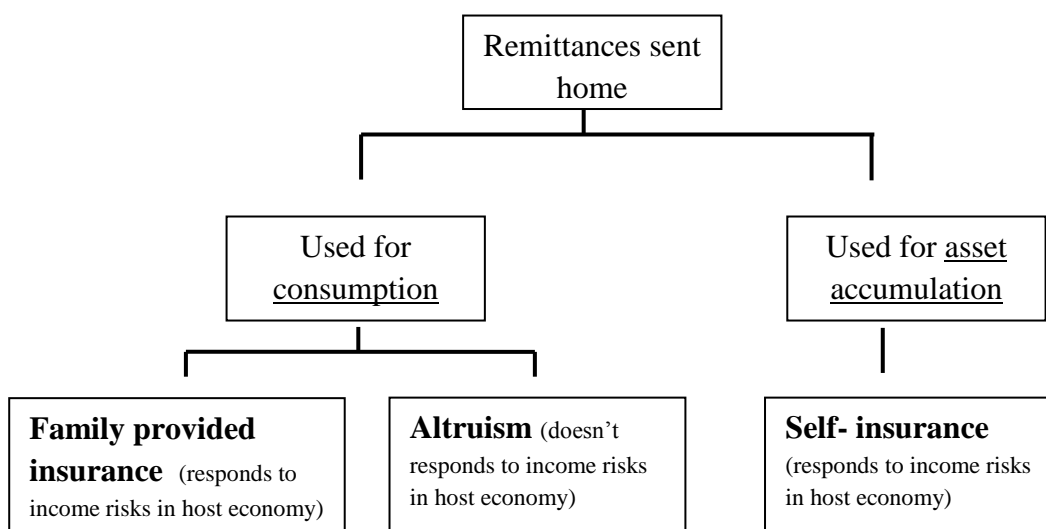 Remittances sent
home
Used for
consumption
Used for asset
accumulation
Family provided
insurance (responds to
income risks in host economy)
Altruism (doesn’t
responds to income risks
in host economy)
Self- insurance
(responds to income risks
in host economy)